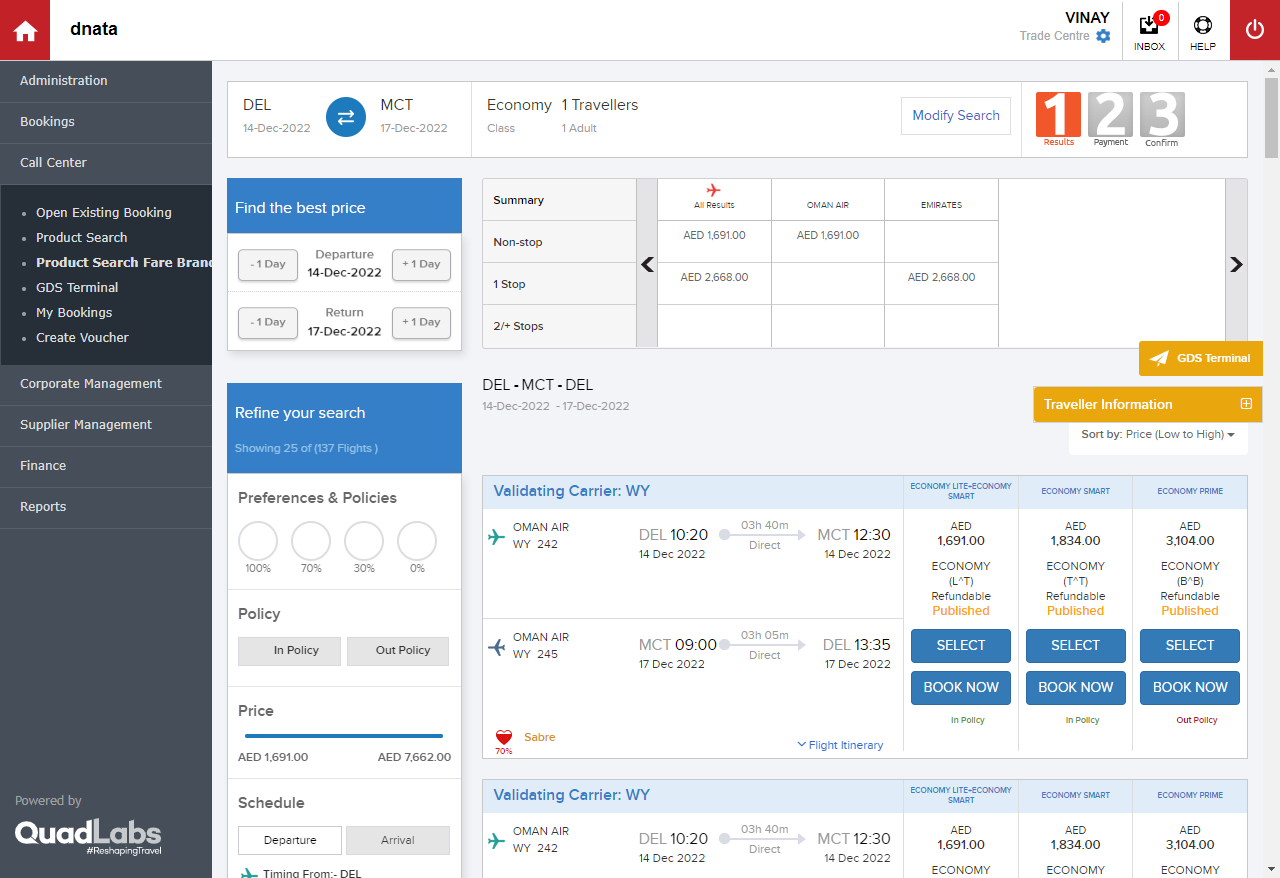 dnata
VINAY
Trade Centre
0
INBOX
HELP
Administration
Bookings
Call Center
Open Existing Booking
Product Search
Product Search Fare Bran
GDS Terminal
My Bookings
Create Voucher
Corporate Management
Supplier Management
Finance
Reports
Powered by
QuadLabs
#ReshapingTravel
DEL
14-Dec-2022
MCT
17-Dec-2022
Economy
Class
1 Travellers
1 Adult
Modify Search
1 2 3
Results Payment Confirm
Find the best price
- 1 Day
Departure
14-Dec-2022
+ 1 Day
- 1 Day
Return
17-Dec-2022
+ 1 Day
Summary
All Results
OMAN AIR
EMIRATES
Non-stop
AED 1,691.00
AED 1,691.00
1 Stop
AED 2,668.00
AED 2,668.00
2/+ Stops
GDS Terminal
Traveller Information
Sort by: Price (Low to High)
DEL - MCT - DEL
14-Dec-2022 - 17-Dec-2022
Refine your search
Showing 25 of (137 Flights )
Preferences & Policies
100% 70% 30% 0%
Policy
In Policy
Out Policy
Price
AED 1,691.00
AED 7,662.00
Schedule
Departure
Arrival
Timing From:- DEL
Validating Carrier: WY
ECONOMY LITE=ECONOMY
SMART
ECONOMY SMART
ECONOMY PRIME
OMAN AIR
WY 242
DEL 10:20
14 Dec 2022
03h 40m
Direct
MCT 12:30
14 Dec 2022
OMAN AIR
WY 245
MCT 09:00
17 Dec 2022
03h 05m
Direct
DEL 13:35
17 Dec 2022
70%
Sabre
Flight Itinerary
AED
1,691.00
ECONOMY
(L^T)
Refundable
Published
SELECT
BOOK NOW
In Policy
AED
1,834.00
ECONOMY
(T^T)
Refundable
Published
SELECT
BOOK NOW
In Policy
AED
3,104.00
ECONOMY
(B^B)
Refundable
Published
SELECT
BOOK NOW
Out Policy
Validating Carrier: WY
ECONOMY LITE=ECONOMY
SMART
ECONOMY SMART
ECONOMY PRIME
OMAN AIR
WY 242
DEL 10:20
14 Dec 2022
03h 40m
Direct
MCT 12:30
14 Dec 2022
AED
1,691.00
ECONOMY
AED
1,834.00
ECONOMY
AED
3,104.00
ECONOMY